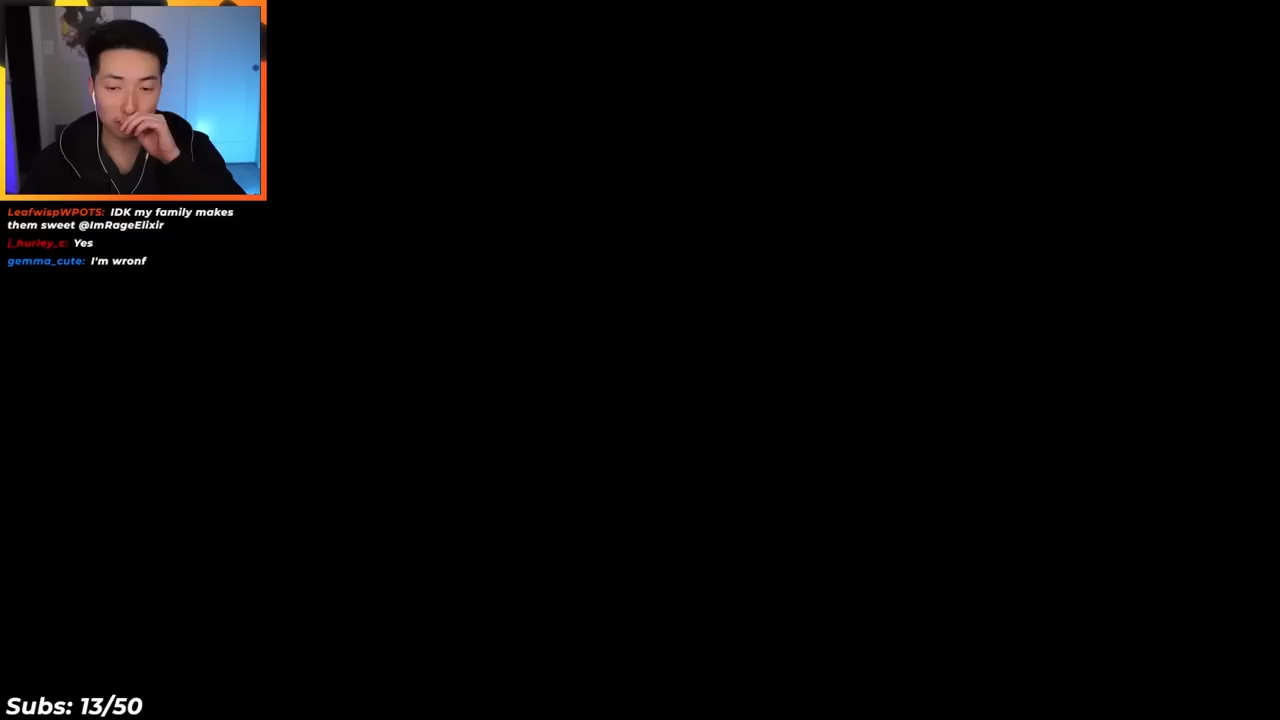 LeafwispWPOTS: IDK my family makes
them sweet @ImRageElixir
j_hurley_c: Yes
gemma_cute: I'm wronf
Subs: 13/50